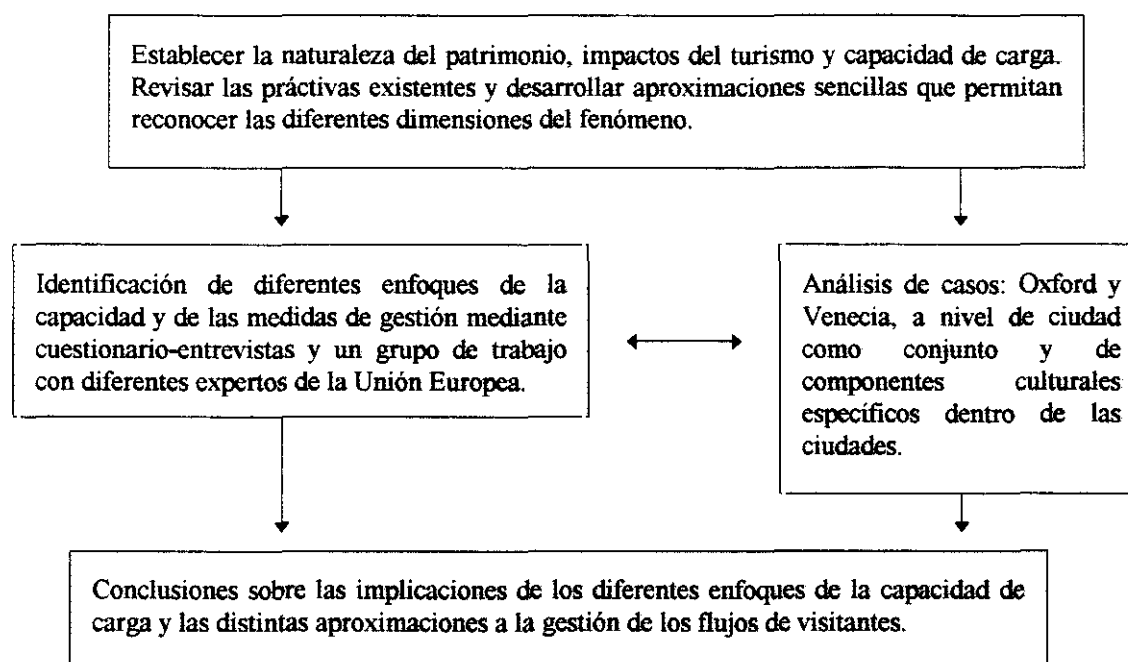 Establecer la naturaleza del patrimonio, impactos del turismo y capacidad de carga.
Revisar las práctivas existentes y desarrollar aproximaciones sencillas que permitan
reconocer las diferentes dimensiones del fenómeno.
Identificación de diferentes enfoques de la
capacidad y de las medidas de gestión mediante
cuestionario-entrevistas y un grupo de trabajo
con diferentes expertos de la Unión Europea.
Análisis de casos: Oxford y
Venecia, a nivel de ciudad
como conjunto y de
componentes culturales
específicos dentro de las
ciudades.
Conclusiones sobre las implicaciones de los diferentes enfoques de la capacidad de
carga y las distintas aproximaciones a la gestión de los flujos de visitantes.